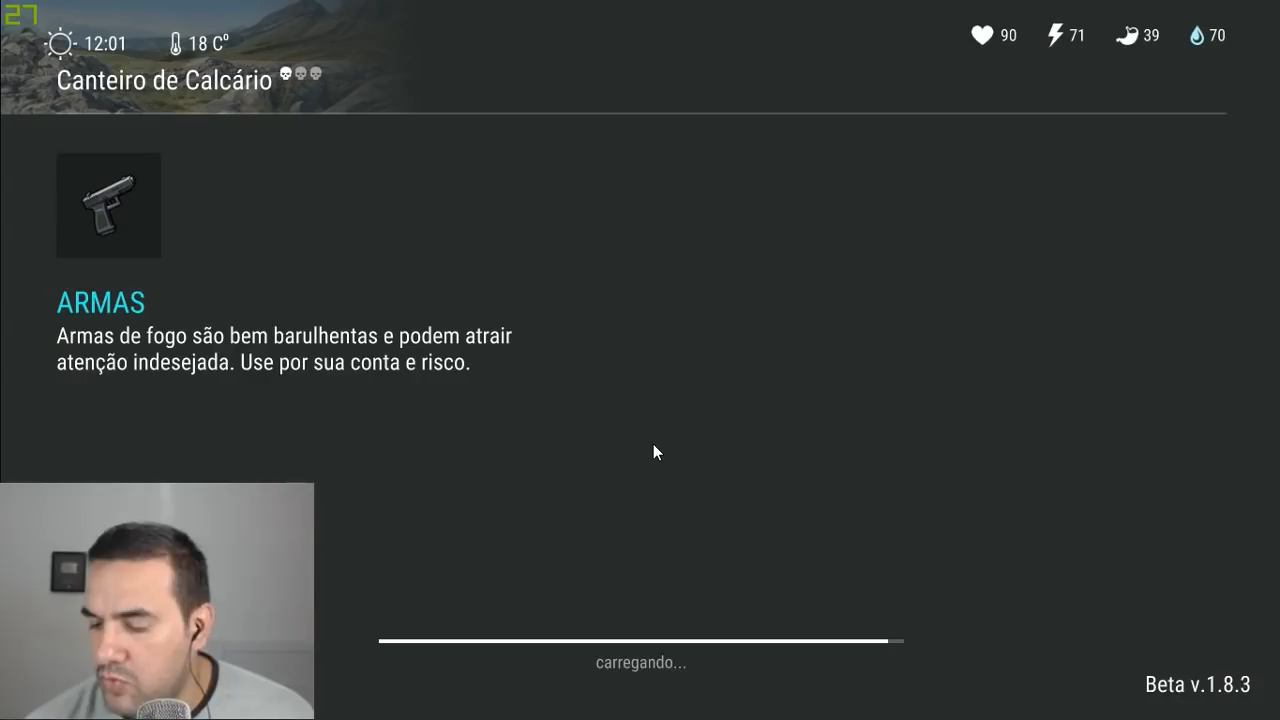 27
12:01 18 Cº
90 71 39 70
Canteiro de Calcário
ARMAS
Armas de fogo são bem barulhentas e podem atrair
atenção indesejada. Use por sua conta e risco.
carregando...
Beta v.1.8.3